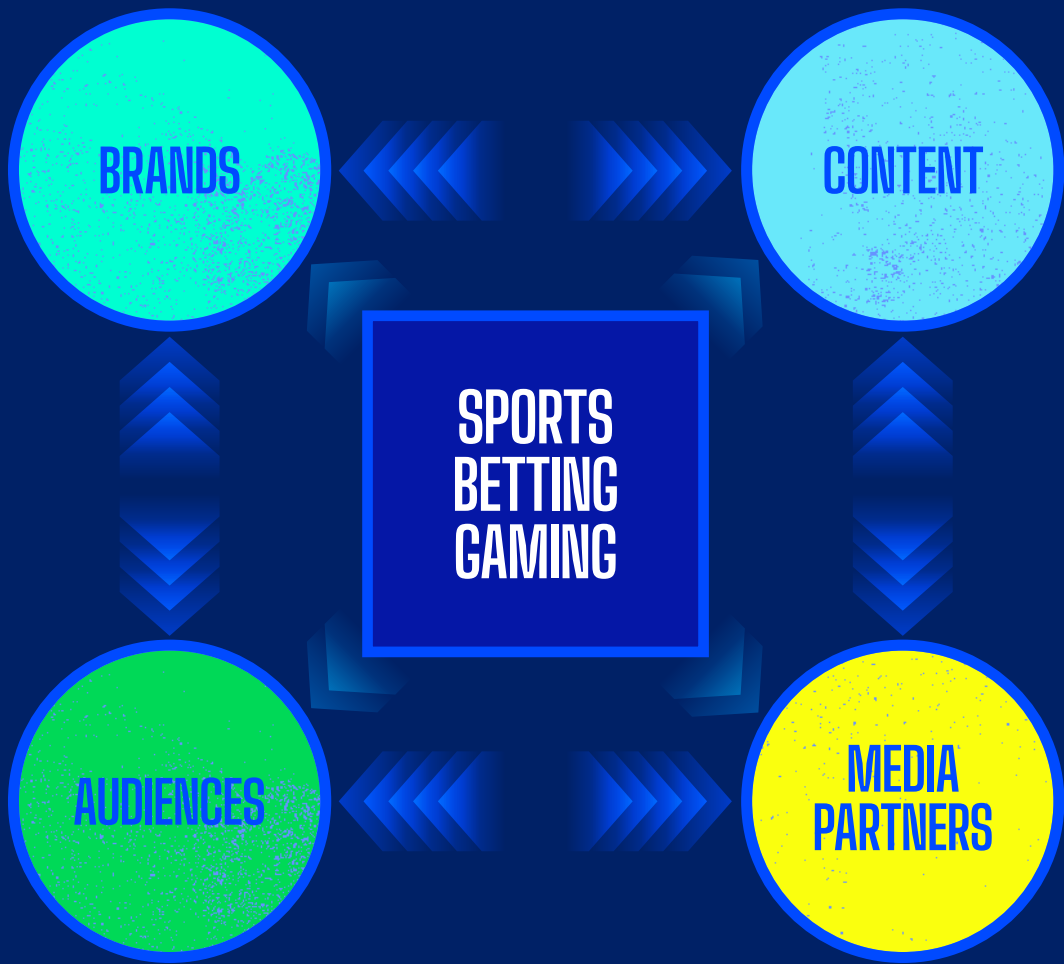 BRANDS
CONTENT
SPORTS
BETTING
GAMING
AUDIENCES
MEDIA
PARTNERS